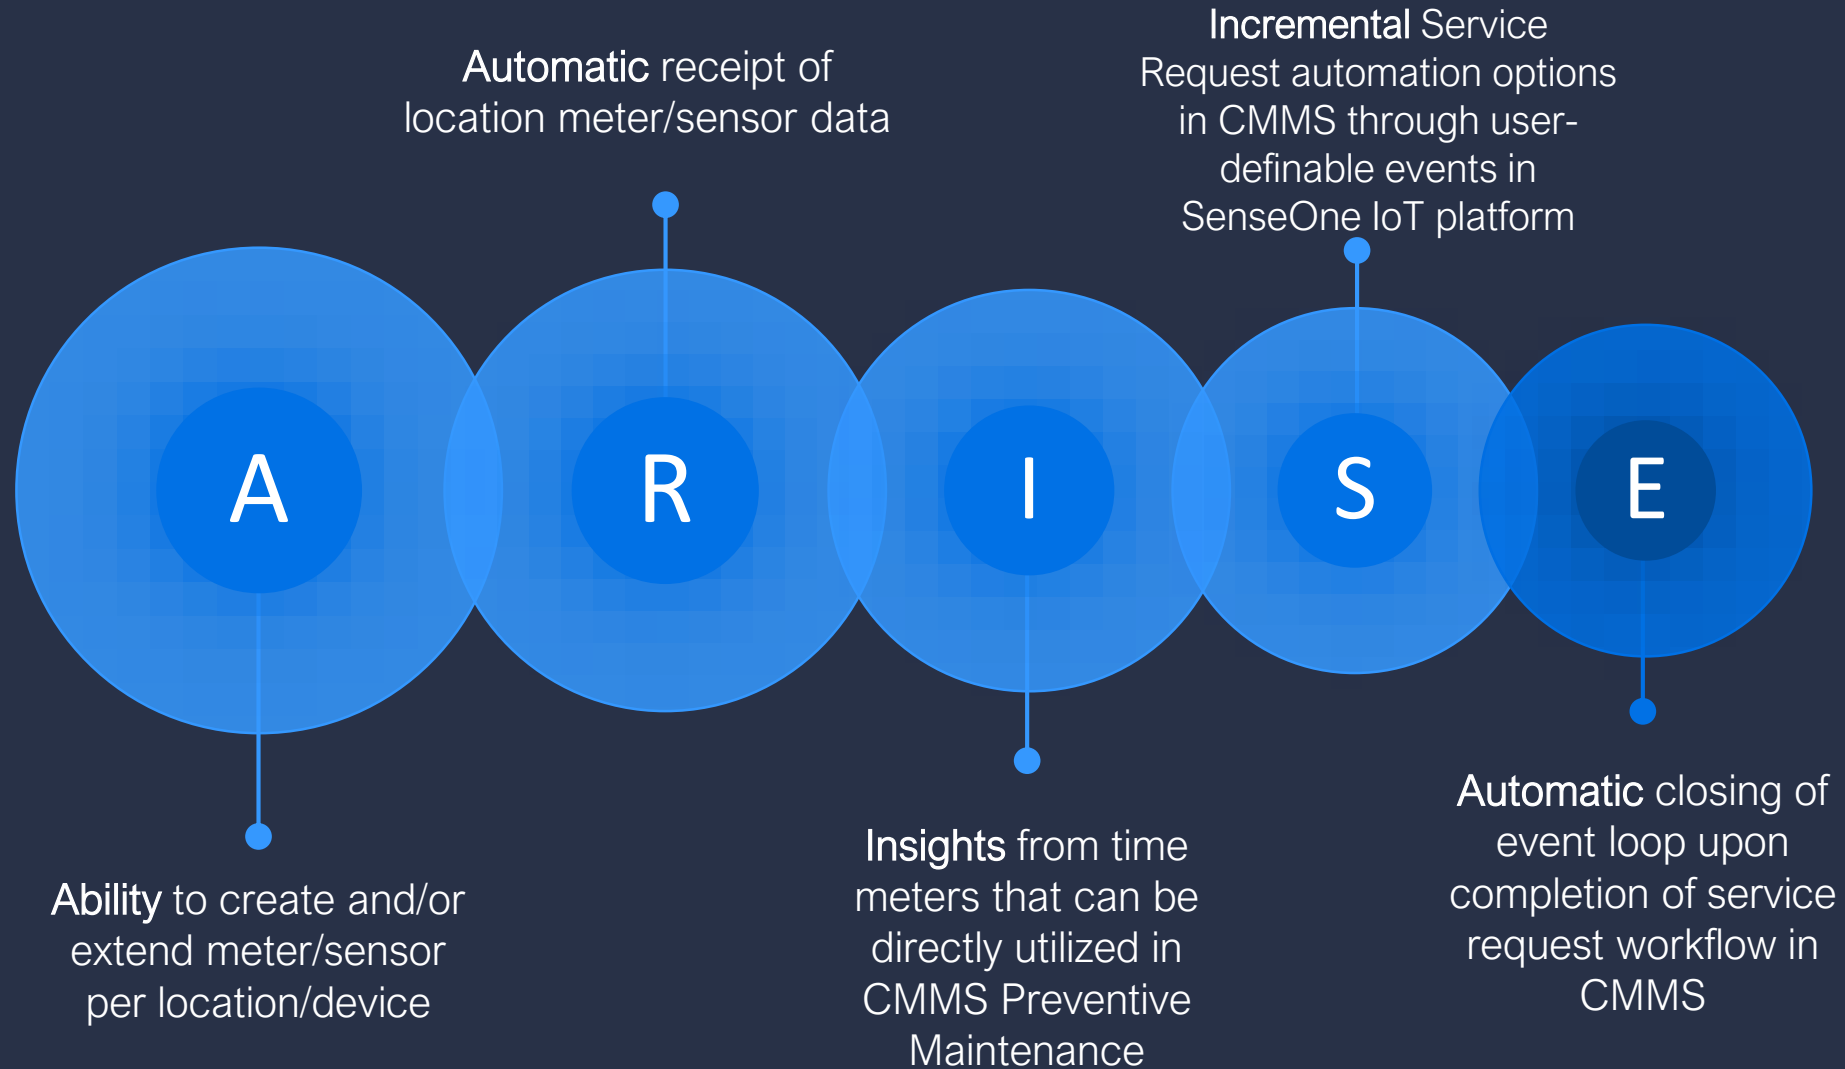 Automatic receipt of
location meter/sensor data
Incremental Service
Request automation options
in CMMS through user-
definable events in
SenseOne IoT platform
A
R
I
S
E
Ability to create and/or
extend meter/sensor
per location/device
Insights from time
meters that can be
directly utilized in
CMMS Preventive
Maintenance
Automatic closing of
event loop upon
completion of service
request workflow in
CMMS